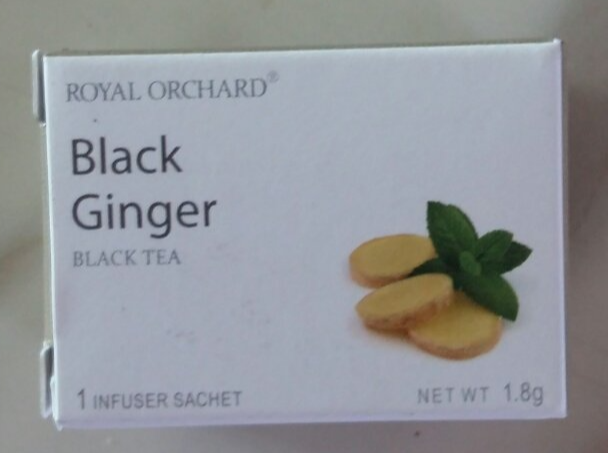 ROYAL ORCHARD®
Black
Ginger
BLACK TEA
1 INFUSER SACHET
NET WT 1.8g